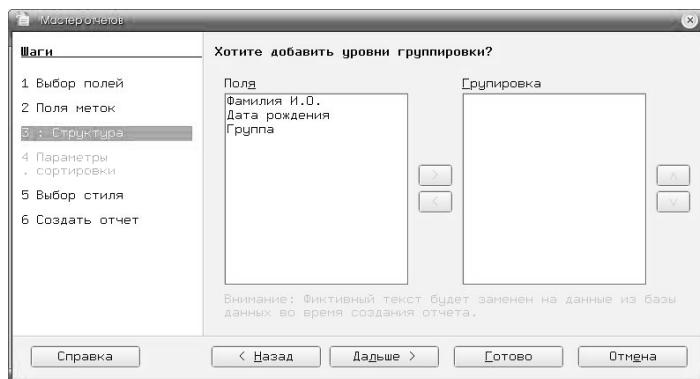 Мастер отчетов
Шаги
1 Выбор полей
2 Поля меток
3 : Структура
4 Параметры
. сортировки
5 Выбор стиля
6 Создать отчет
Хотите добавить уровни группировки?
Поля
Фамилия И.О.
Дата рождения
Группа
Групировка
>
<
^
v
Внимание: Фиктивный текст будет заменен на данные из базы
данных во время создания отчета.
Справка
< Назад
Дальше >
Готово
Отмена